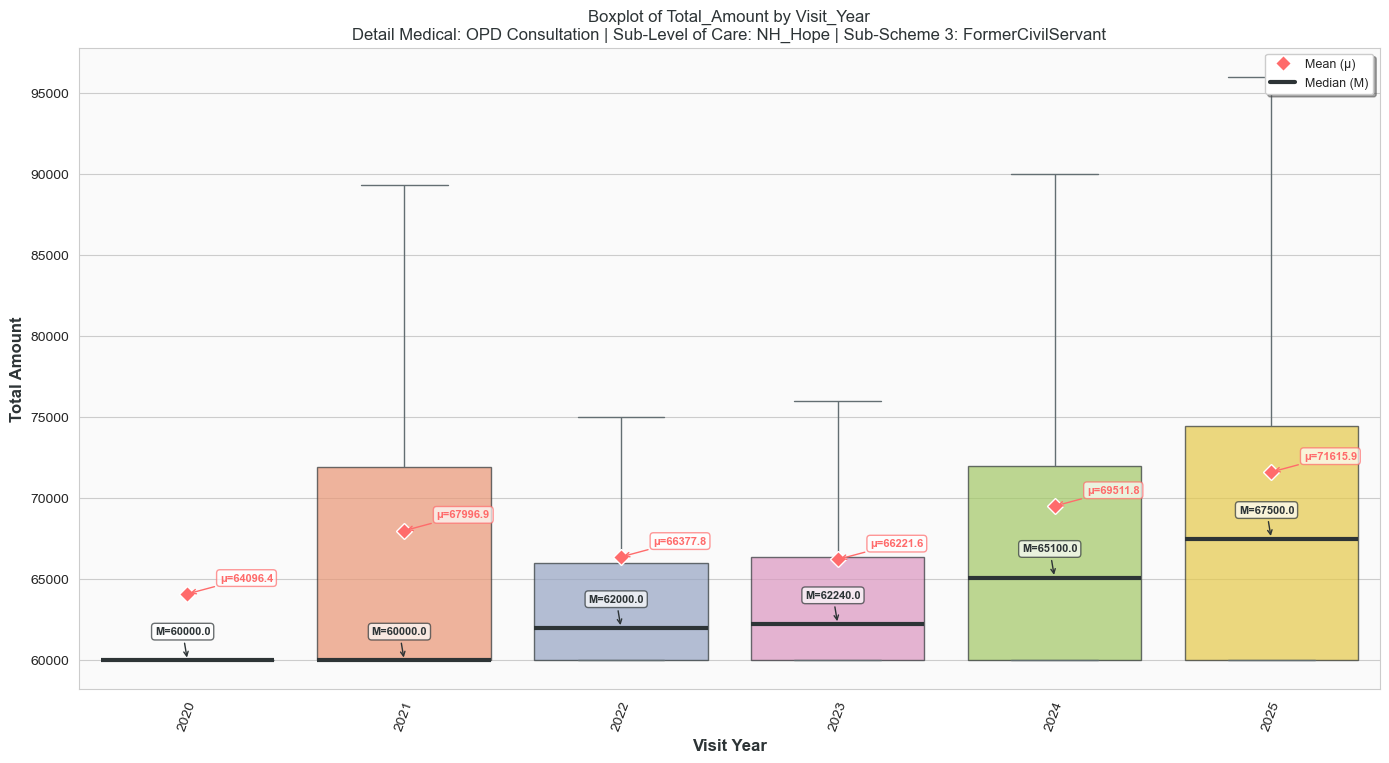 Boxplot of Total_Amount by Visit_Year
Detail Medical: OPD Consultation | Sub-Level of Care: NH_Hope | Sub-Scheme 3: FormerCivilServant
Mean (μ)
Median (M)
Total Amount
95000
90000
85000
80000
75000
70000
65000
60000
μ=64096.4
M=60000.0
μ=67996.9
M=60000.0
μ=66377.8
M=62000.0
μ=66221.6
M=62240.0
μ=69511.8
M=65100.0
μ=71615.9
M=67500.0
2020
2021
2022
2023
2024
2025
Visit Year